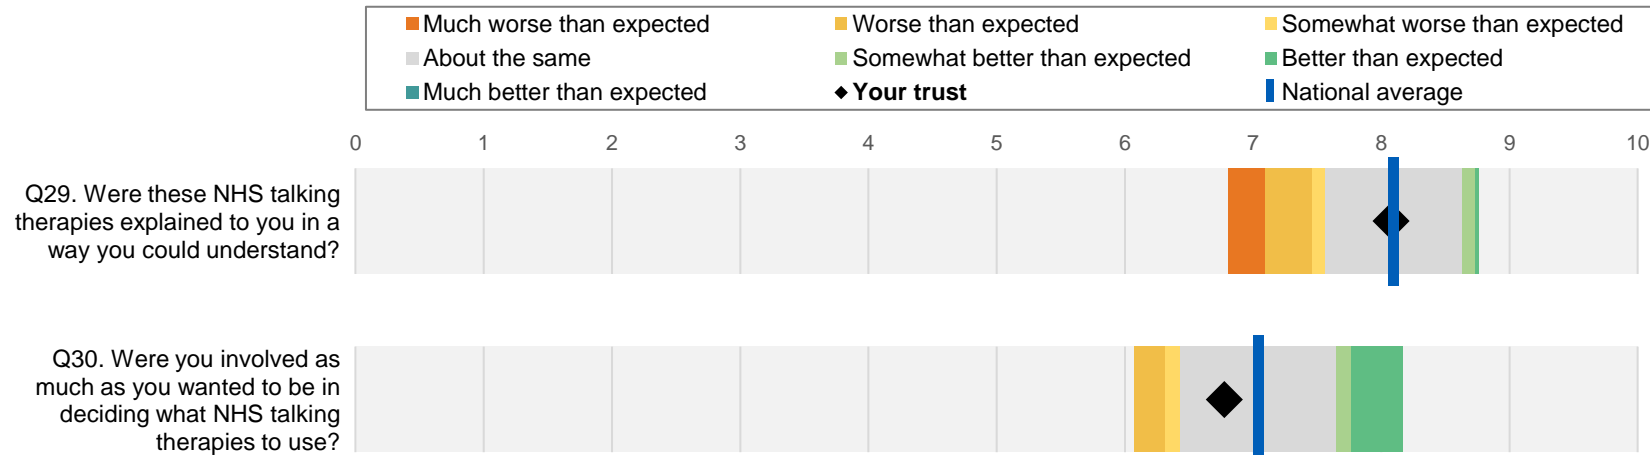 Much worse than expected
Worse than expected
Somewhat worse than expected
About the same
Somewhat better than expected
Better than expected
Much better than expected
Your trust
National average
0 1 2 3 4 5 6 7 8 9 10
Q29. Were these NHS talking
therapies explained to you in a
way you could understand?
Q30. Were you involved as
much as you wanted to be in
deciding what NHS talking
therapies to use?